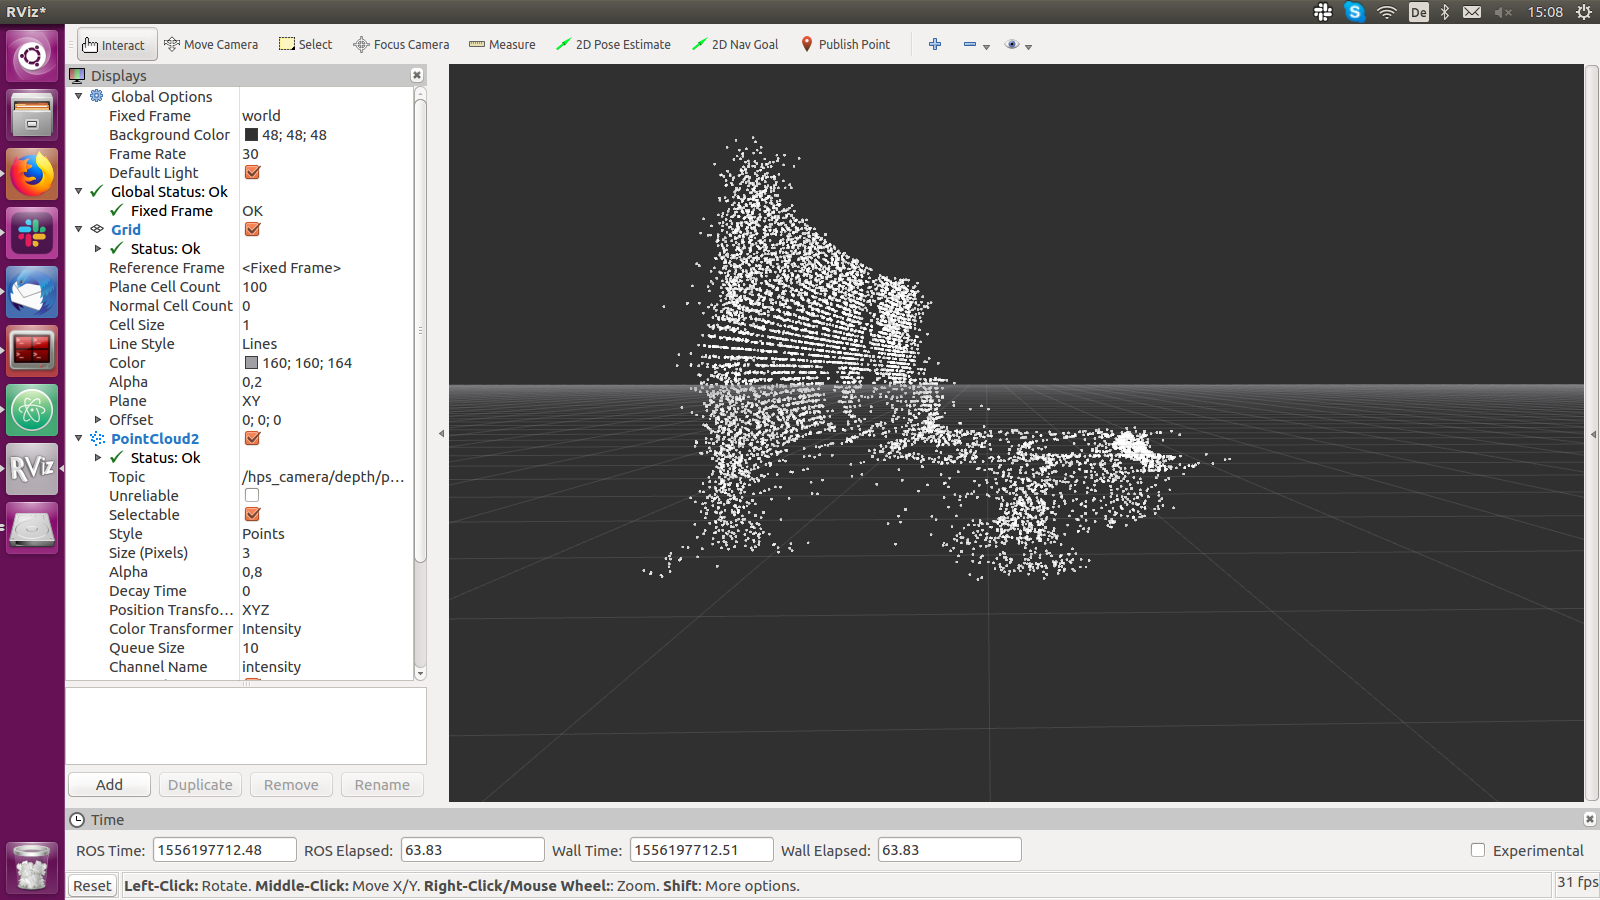 RViz*
De
15:08
Interact Move Camera Select Focus Camera Measure 2D Pose Estimate 2D Nav Goal Publish Point
Displays
Global Options
Fixed Frame world
Background Color 48; 48; 48
Frame Rate 30
Default Light
Global Status: Ok
Fixed Frame OK
Grid
Status: Ok
Reference Frame <Fixed Frame>
Plane Cell Count 100
Normal Cell Count 0
Cell Size 1
Line Style Lines
Color 160; 160; 164
Alpha 0,2
Plane XY
Offset 0; 0; 0
PointCloud2
Status: Ok
Topic /hps_camera/depth/p...
Unreliable
Selectable
Style Points
Size (Pixels) 3
Alpha 0,8
Decay Time 0
Position Transfo... XYZ
Color Transformer Intensity
Queue Size 10
Channel Name intensity
Add Duplicate Remove Rename
RViz
Time
ROS Time: 1556197712.48 ROS Elapsed: 63.83 Wall Time: 1556197712.51 Wall Elapsed: 63.83 Experimental
Reset Left-Click: Rotate. Middle-Click: Move X/Y. Right-Click/Mouse Wheel:: Zoom. Shift: More options. 31 fps